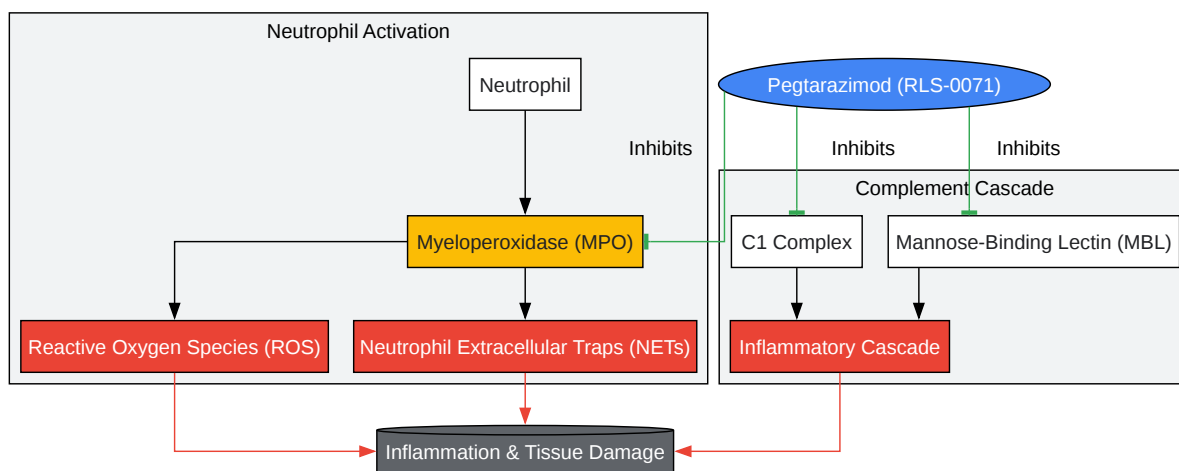 Neutrophil Activation
Neutrophil
Pegtarazimod (RLS-0071)
Inhibits
Inhibits
Inhibits
Complement Cascade
Myeloperoxidase (MPO)
C1 Complex
Mannose-Binding Lectin (MBL)
Reactive Oxygen Species (ROS)
Neutrophil Extracellular Traps (NETs)
Inflammatory Cascade
Inflammation & Tissue Damage